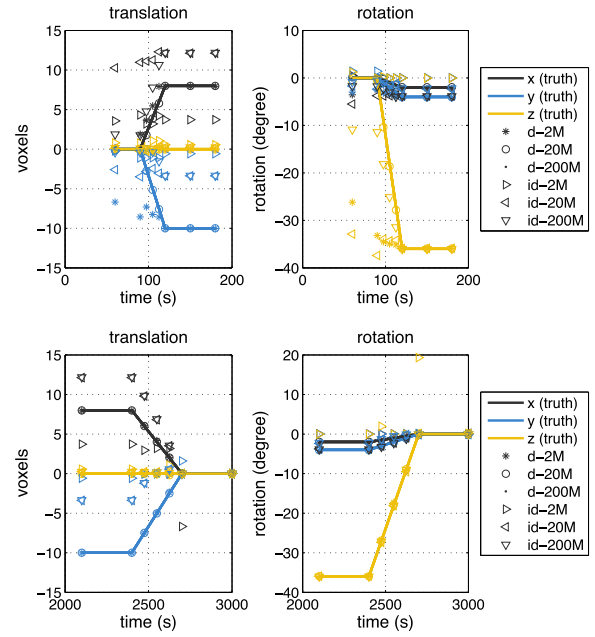 translation
rotation
15
10
5
0
−5
−10
−15
0
100
200
voxels
time (s)
10
0
−10
−20
−30
−40
0
100
200
rotation (degree)
time (s)
x (truth)
y (truth)
z (truth)
d−2M
d−20M
d−200M
id−2M
id−20M
id−200M
translation
rotation
15
10
5
0
−5
−10
−15
2000
2500
3000
voxels
time (s)
20
10
0
−10
−20
−30
−40
2000
2500
3000
rotation (degree)
time (s)
x (truth)
y (truth)
z (truth)
d−2M
d−20M
d−200M
id−2M
id−20M
id−200M